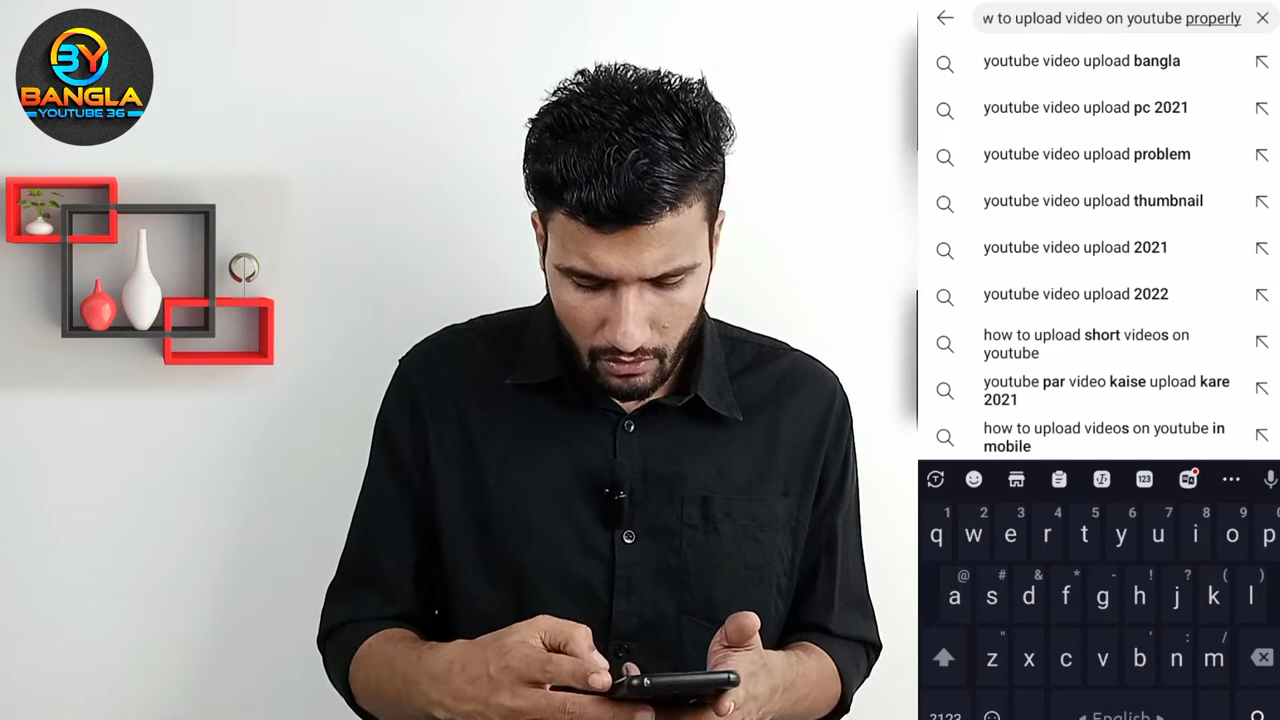 BY
BANGLA
YOUTUBE 36
w to upload video on youtube properly
youtube video upload bangla
youtube video upload pc 2021
youtube video upload problem
youtube video upload thumbnail
youtube video upload 2021
youtube video upload 2022
how to upload short videos on
youtube
youtube par video kaise upload kare
2021
how to upload videos on youtube in
mobile
T 123
1 2 3 4 5 6 7 8 9 0
q w e r t y u i o p
@ # & * - ! ? ( )
a s d f g h j k l
" ' : /
z x c v b n m
?123 English